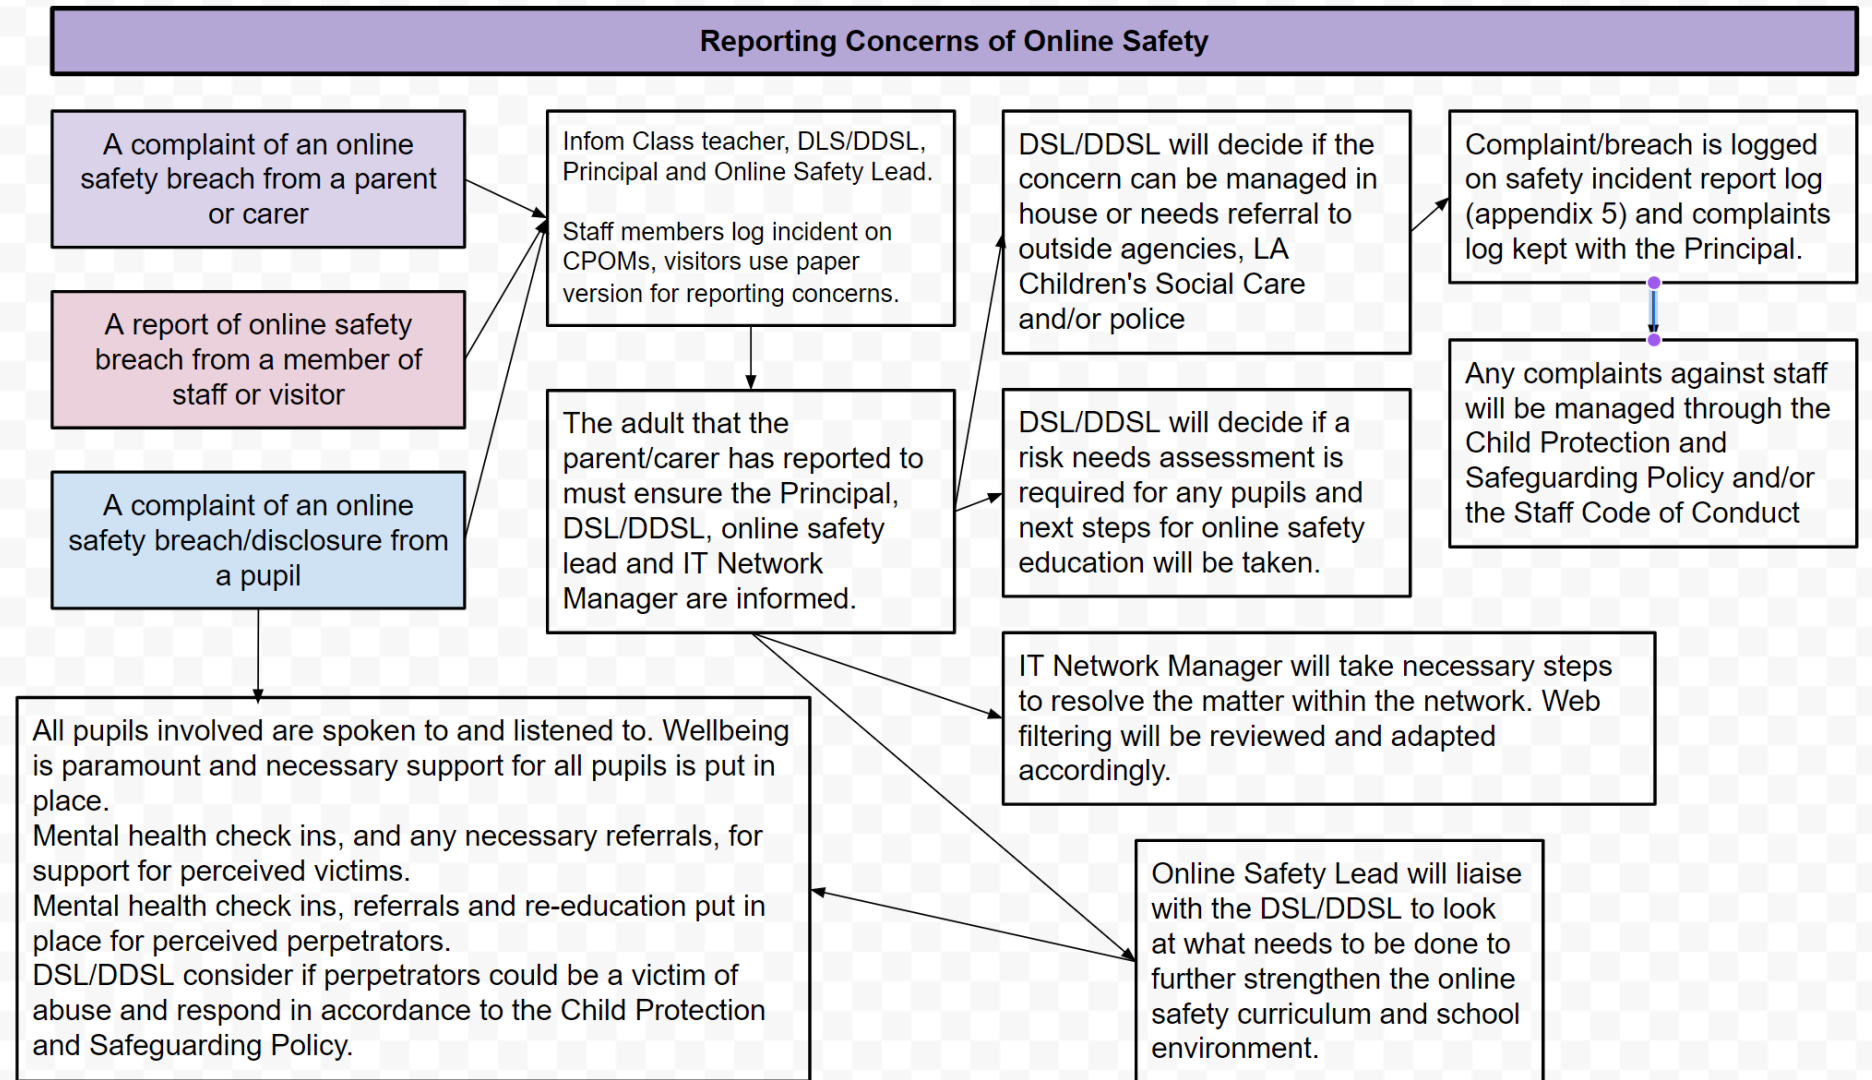 Reporting Concerns of Online Safety
A complaint of an online
safety breach from a parent
or carer
A report of online safety
breach from a member of
staff or visitor
A complaint of an online
safety breach/disclosure from
a pupil
Infom Class teacher, DLS/DDSL,
Principal and Online Safety Lead.
Staff members log incident on
CPOMs, visitors use paper
version for reporting concerns.
The adult that the
parent/carer has reported to
must ensure the Principal,
DSL/DDSL, online safety
lead and IT Network
Manager are informed.
DSL/DDSL will decide if the
concern can be managed in
house or needs referral to
outside agencies, LA
Children's Social Care
and/or police
DSL/DDSL will decide if a
risk needs assessment is
required for any pupils and
next steps for online safety
education will be taken.
Complaint/breach is logged
on safety incident report log
(appendix 5) and complaints
log kept with the Principal.
Any complaints against staff
will be managed through the
Child Protection and
Safeguarding Policy and/or
the Staff Code of Conduct
IT Network Manager will take necessary steps
to resolve the matter within the network. Web
filtering will be reviewed and adapted
accordingly.
All pupils involved are spoken to and listened to. Wellbeing
is paramount and necessary support for all pupils is put in
place.
Mental health check ins, and any necessary referrals, for
support for perceived victims.
Mental health check ins, referrals and re-education put in
place for perceived perpetrators.
DSL/DDSL consider if perpetrators could be a victim of
abuse and respond in accordance to the Child Protection
and Safeguarding Policy.
Online Safety Lead will liaise
with the DSL/DDSL to look
at what needs to be done to
further strengthen the online
safety curriculum and school
environment.